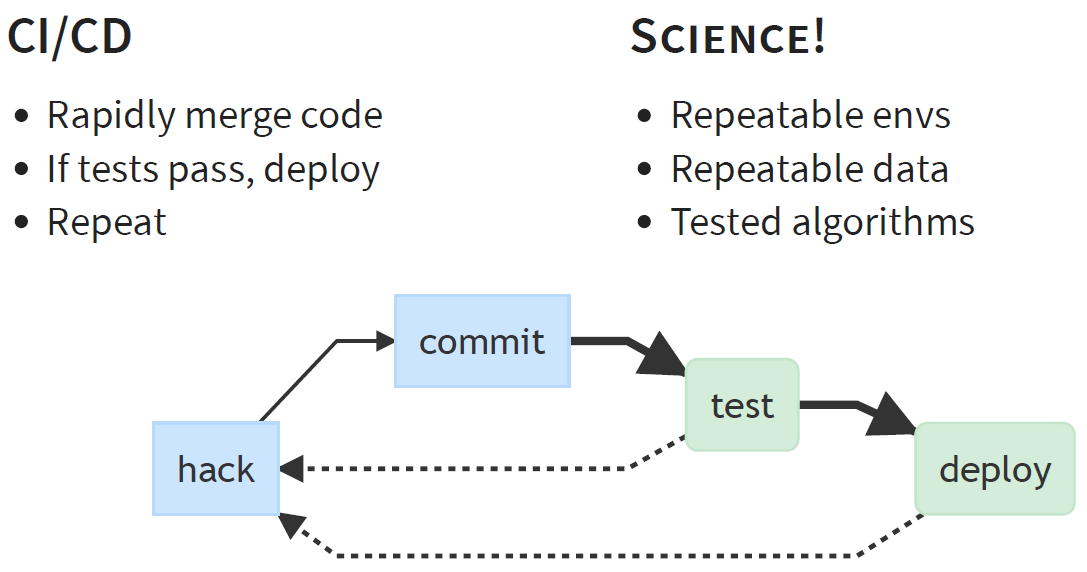 CI/CD
• Rapidly merge code
• If tests pass, deploy
• Repeat
SCIENCE!
• Repeatable envs
• Repeatable data
• Tested algorithms
commit
test
hack
deploy